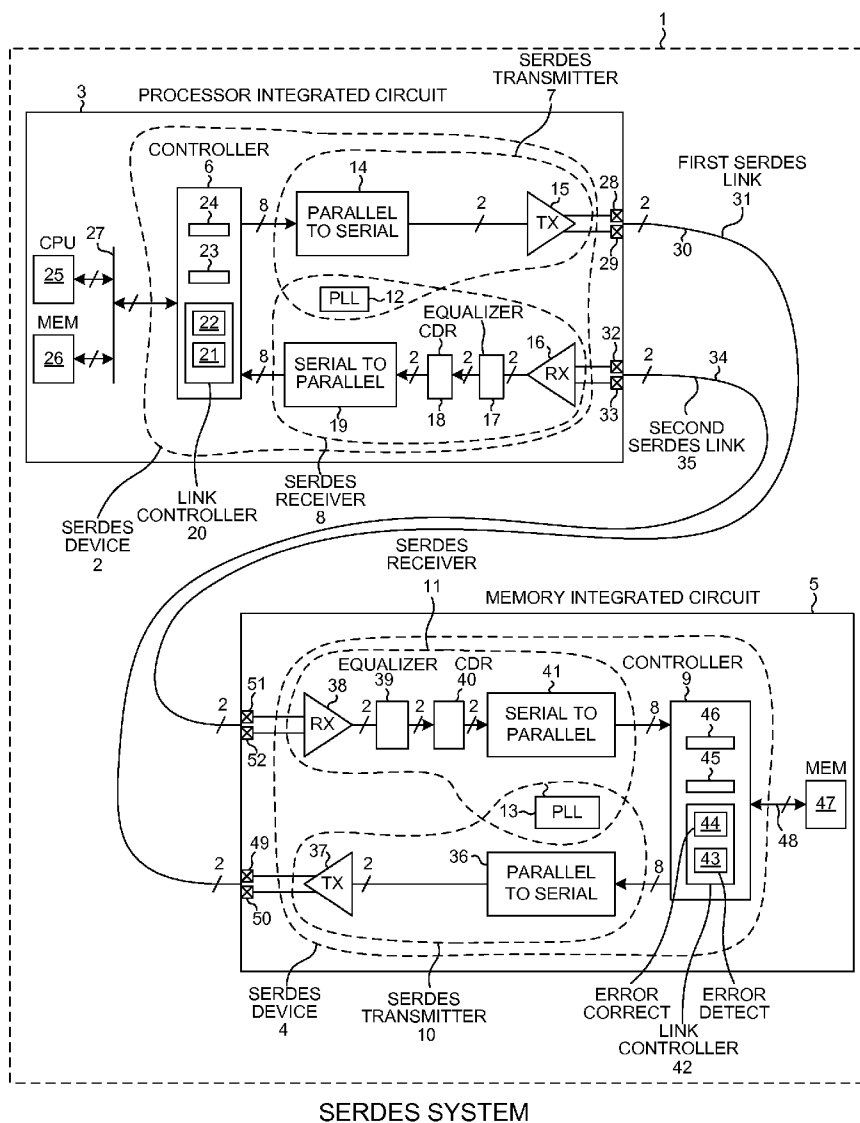 1
SERDES
TRANSMITTER
7
3
PROCESSOR INTEGRATED CIRCUIT
CONTROLLER
6
24
8
14
PARALLEL
TO SERIAL
2
15
TX
28
29
2
30
FIRST SERDES
LINK
31
27
CPU
25
23
MEM
26
22
21
PLL
12
EQUALIZER
CDR
8
SERIAL TO
PARALLEL
19
2
18
2
17
2
16
RX
32
33
2
34
SECOND
SERDES LINK
35
SERDES
DEVICE
2
LINK
CONTROLLER
20
SERDES
RECEIVER
8
SERDES
RECEIVER
11
MEMORY INTEGRATED CIRCUIT
5
2
51
52
38
RX
2
EQUALIZER
39
2
CDR
40
2
41
SERIAL TO
PARALLEL
8
CONTROLLER
9
46
45
44
43
MEM
47
48
13
PLL
2
49
50
37
TX
2
36
PARALLEL
TO SERIAL
8
SERDES
DEVICE
4
SERDES
TRANSMITTER
10
ERROR
CORRECT
ERROR
DETECT
LINK
CONTROLLER
42
SERDES SYSTEM